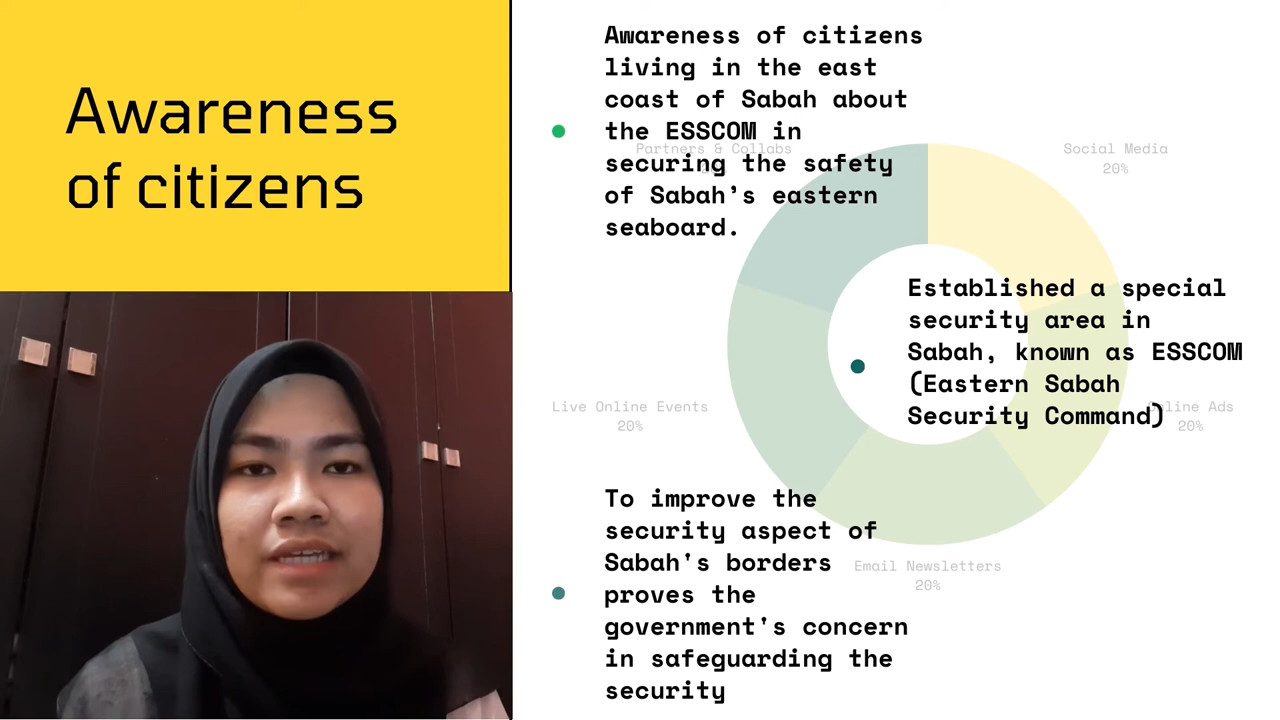 Awareness
of citizens
Awareness of citizens
living in the east
coast of Sabah about
the ESSCOM in
securing the safety
of Sabah's eastern
seaboard.
Partners & Collabs
Social Media
20%
Established a special
security area in
Sabah, known as ESSCOM
(Eastern Sabah
Security Command)
Live Online Events
20%
Ads
20%
To improve the
security aspect of
Sabah's borders
proves the
government's concern
in safeguarding the
security
Email Newsletters
20%